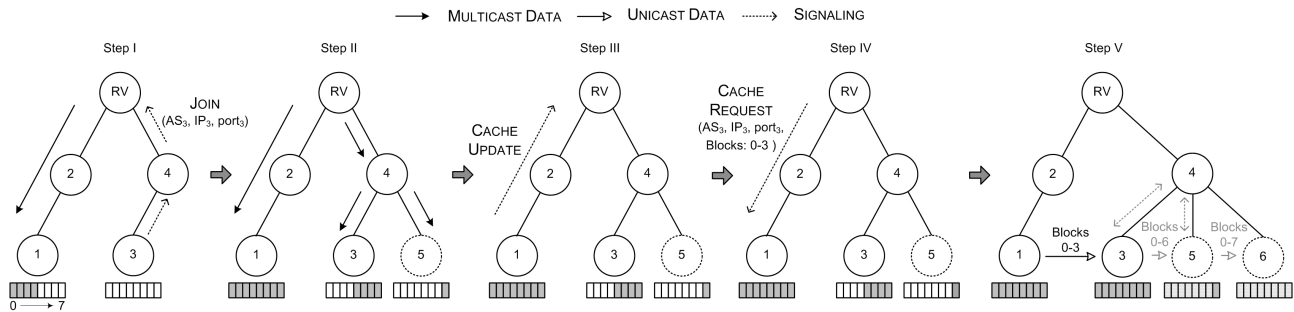 MULTICAST DATA
UNICAST DATA
SIGNALING
Step I
RV
JOIN
(AS3, IP3, port3)
2
4
1
3
0
7
Step II
RV
2
4
1
3
5
Step III
RV
CACHE
UPDATE
2
4
1
3
5
Step IV
RV
CACHE
REQUEST
(AS3, IP3, port3,
Blocks: 0-3 )
2
4
1
3
5
Step V
RV
2
4
1
Blocks
0-3
3
Blocks
0-6
5
Blocks
0-7
6